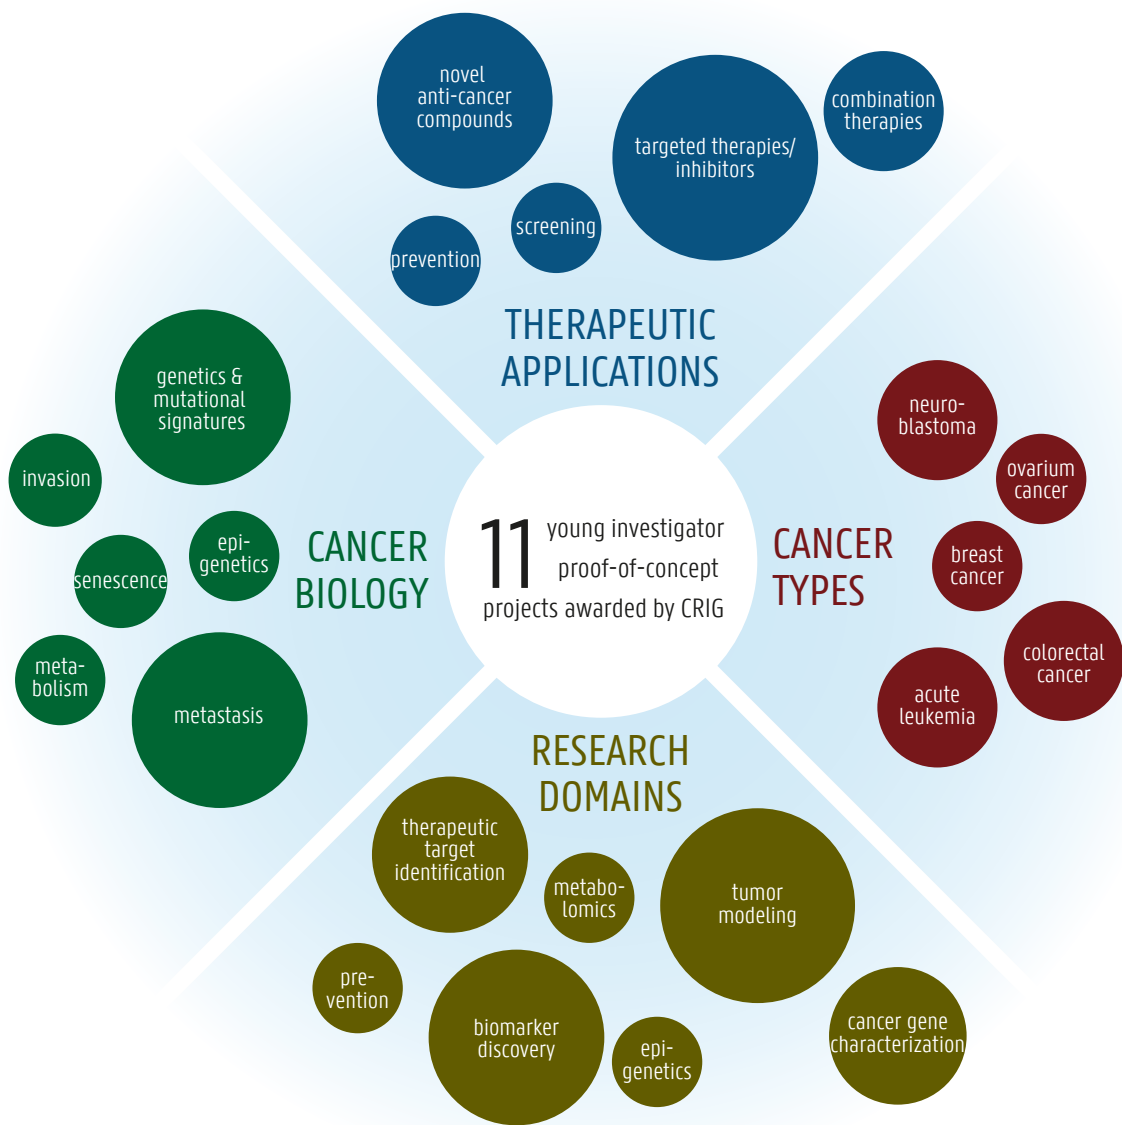 novel
anti-cancer
compounds
targeted therapies/
inhibitors
combination
therapies
screening
prevention
THERAPEUTIC
APPLICATIONS
genetics &
mutational
signatures
invasion
epi-
genetics
senescence
meta-
bolism
metastasis
CANCER
BIOLOGY
11 young investigator
proof-of-concept
projects awarded by CRIG
CANCER
TYPES
neuro-
blastoma
ovarium
cancer
breast
cancer
colorectal
cancer
acute
leukemia
RESEARCH
DOMAINS
therapeutic
target
identification
metabo-
lomics
tumor
modeling
pre-
vention
biomarker
discovery
epi-
genetics
cancer gene
characterization